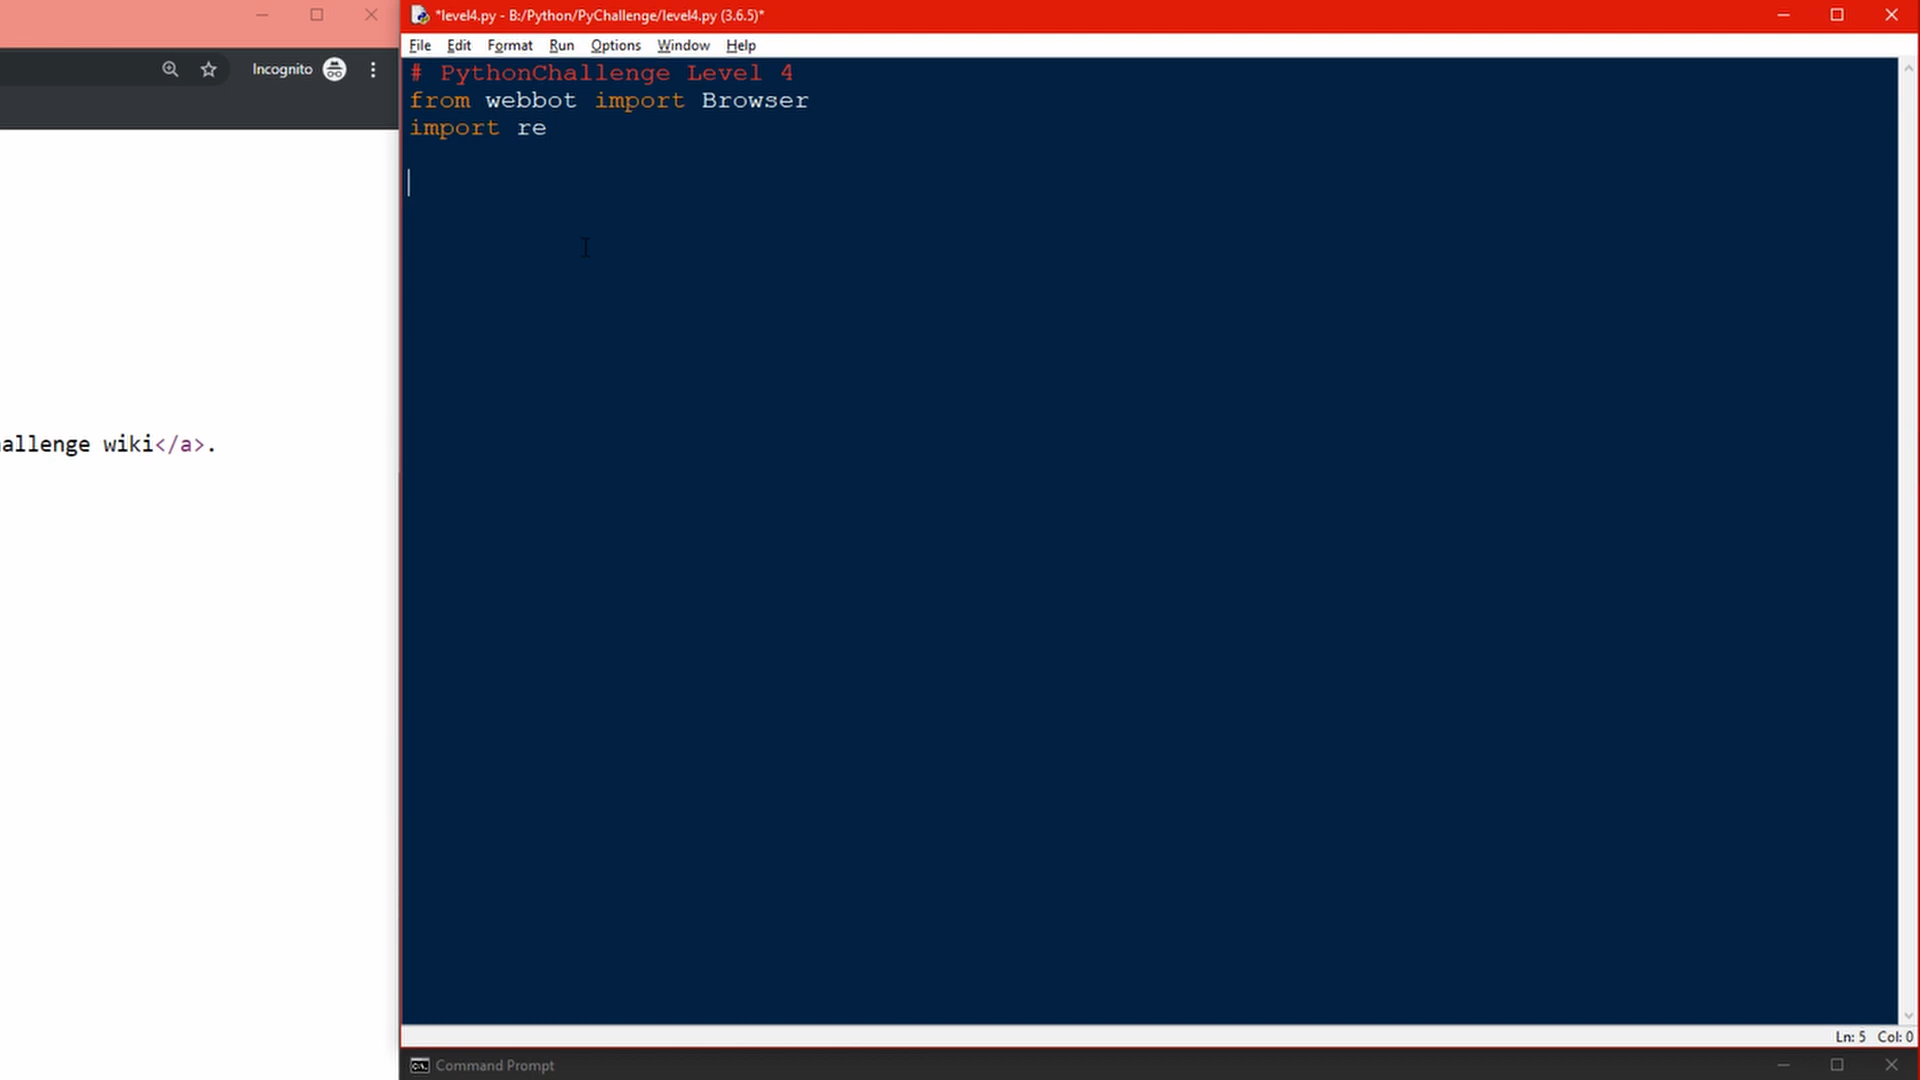 Incognito
allenge wiki</a>.
*level4.py - B:/Python/PyChallenge/level4.py (3.6.5)*
File Edit Format Run Options Window Help
# PythonChallenge Level 4
from webbot import Browser
import re
Ln: 5 Col: 0
Command Prompt